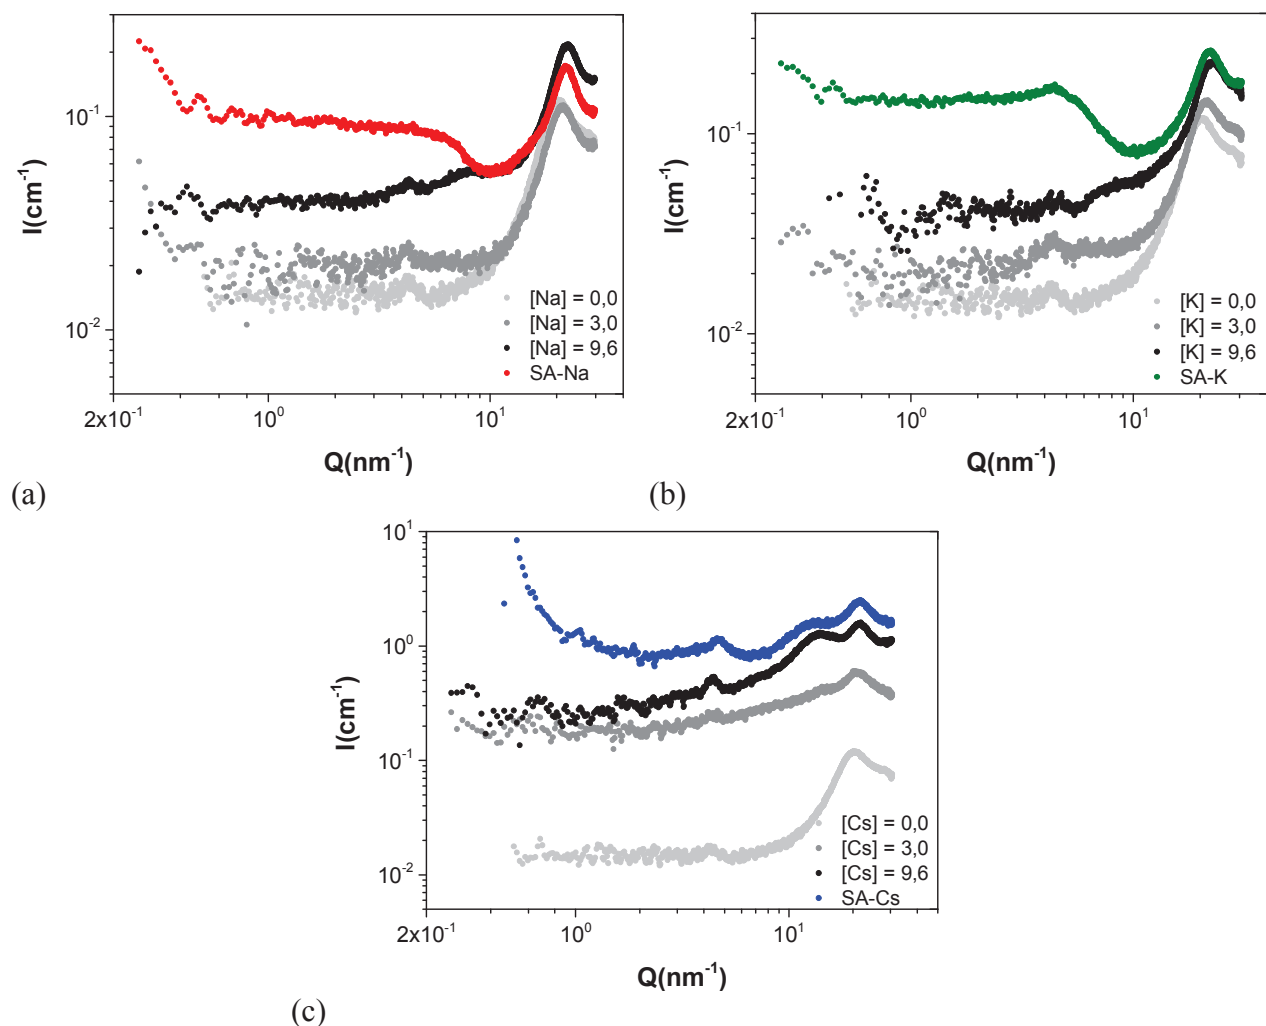 I(cm⁻¹)
10⁻¹
10⁻²
2x10⁻¹
10⁰
10¹
Q(nm⁻¹)
[Na] = 0,0
[Na] = 3,0
[Na] = 9,6
SA-Na
(a)
I(cm⁻¹)
10⁻¹
10⁻²
2x10⁻¹
10⁰
10¹
Q(nm⁻¹)
[K] = 0,0
[K] = 3,0
[K] = 9,6
SA-K
(b)
I(cm⁻¹)
10¹
10⁰
10⁻¹
10⁻²
2x10⁻¹
10⁰
10¹
Q(nm⁻¹)
[Cs] = 0,0
[Cs] = 3,0
[Cs] = 9,6
SA-Cs
(c)